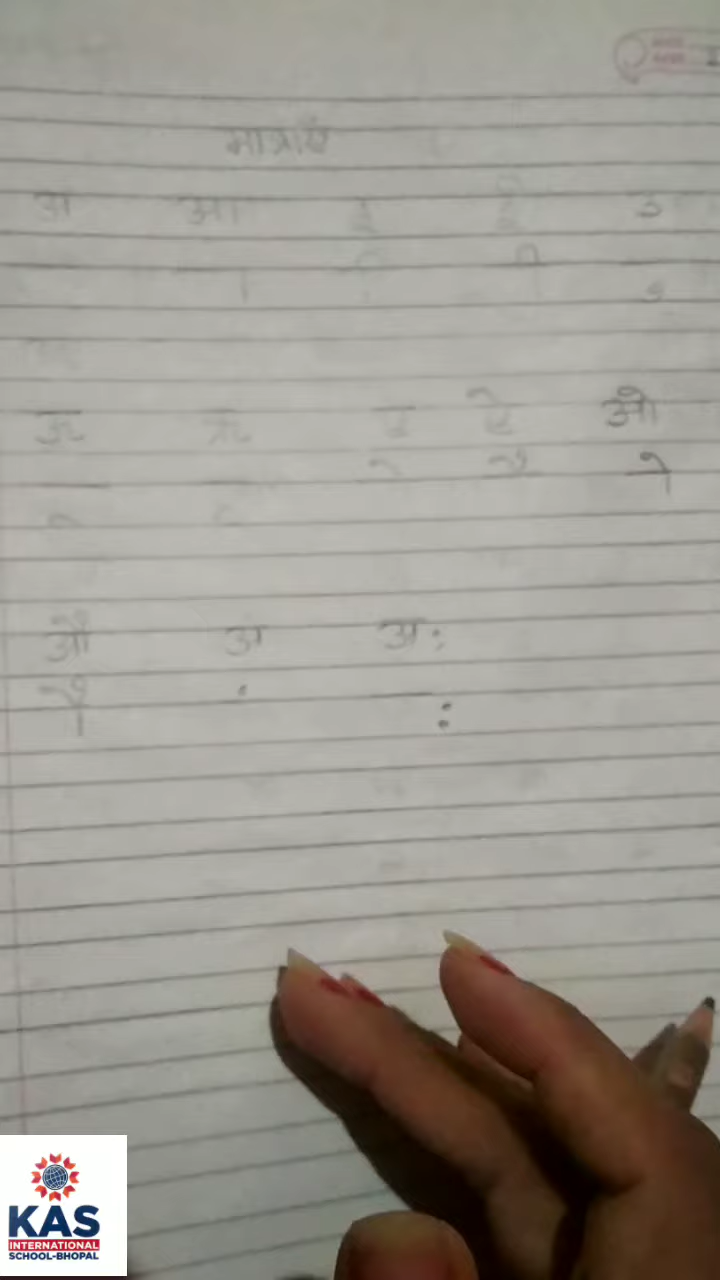 मात्राऐं
अ आ इ ई उ
ा ि ी ु
ऊ ऋ ए ऐ ओ
ू ृ े ै ो
औ अं अः
ौ ं ः
KAS
INTERNATIONAL
SCHOOL-BHOPAL